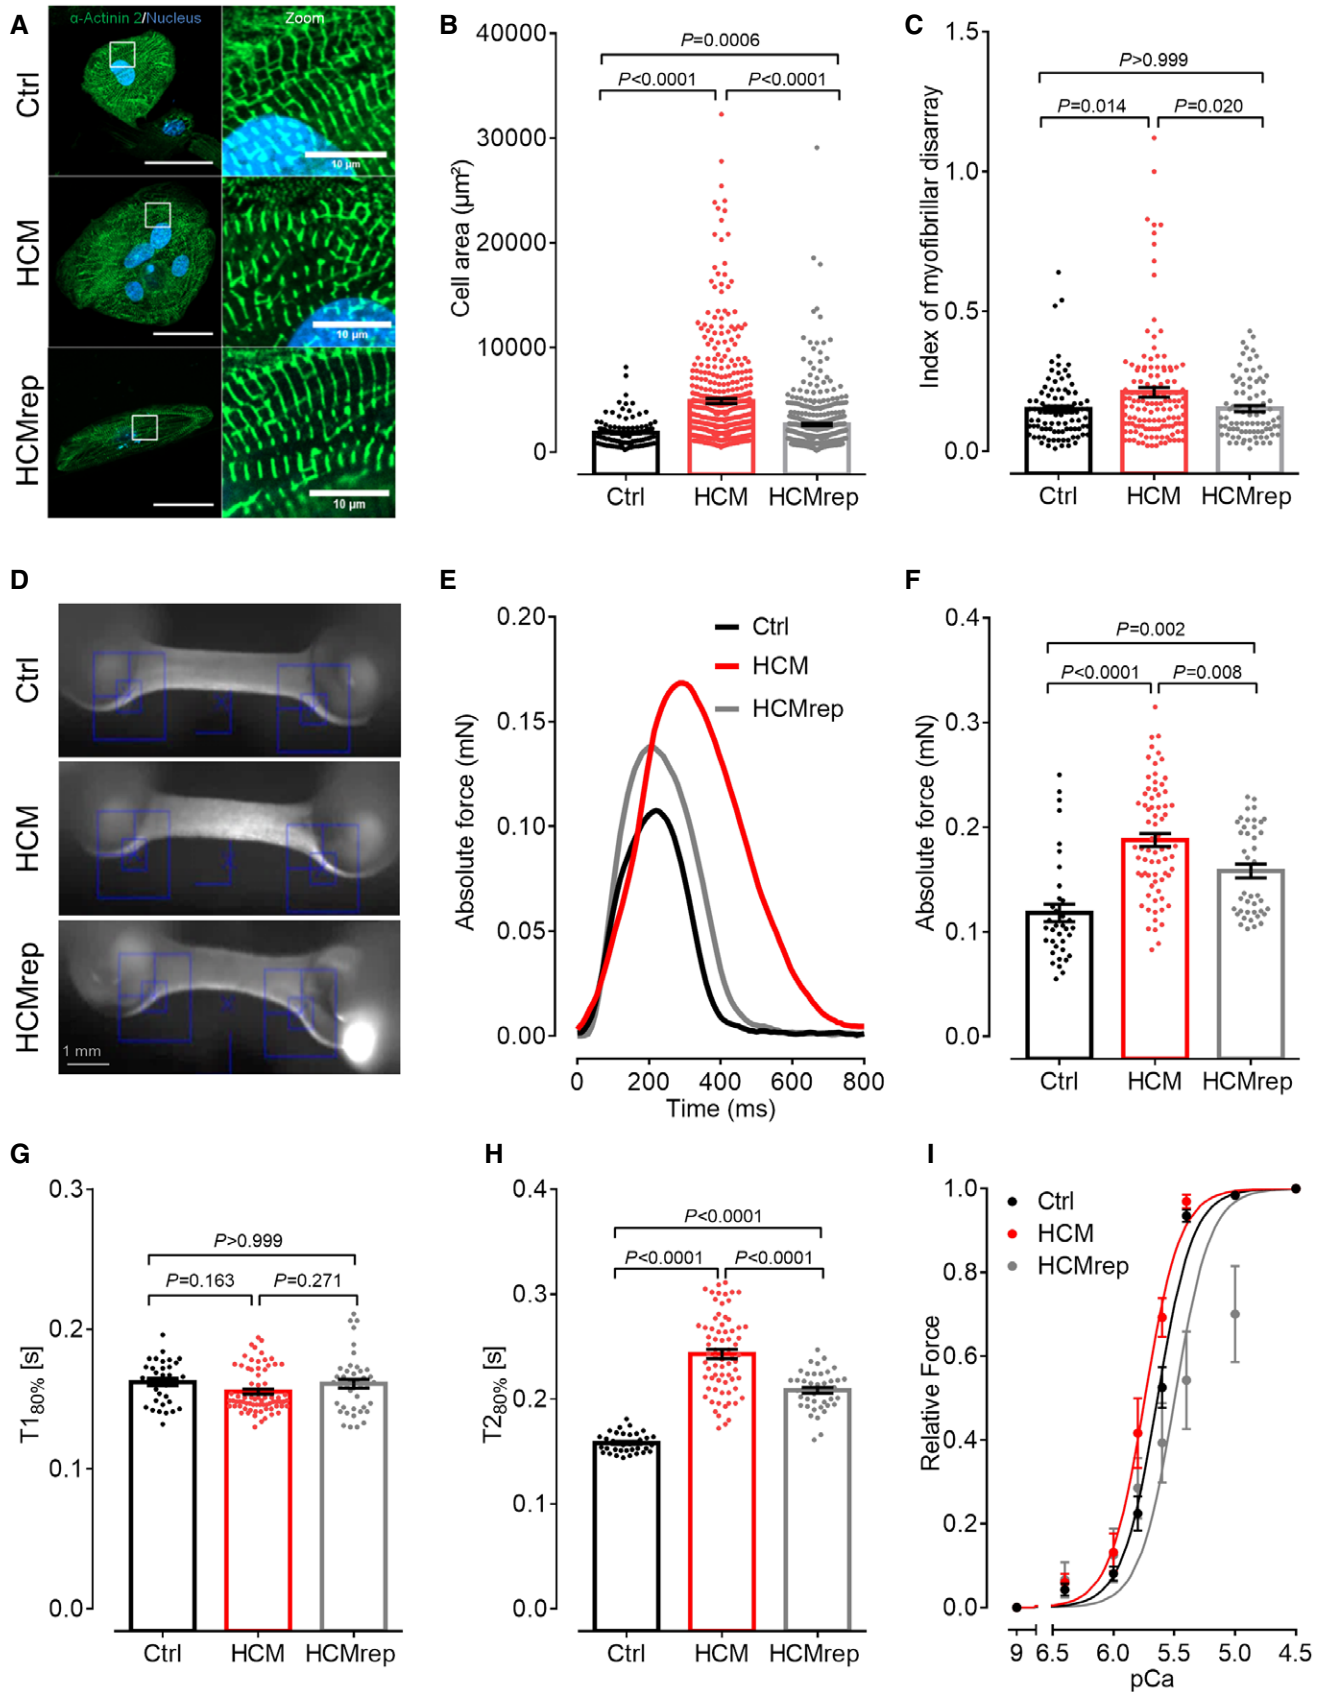 A
α-Actinin 2/Nucleus
Zoom
Ctrl
10 µm
HCM
10 µm
HCMrep
10 µm
B
Cell area (µm²)
40000
30000
20000
10000
0
P=0.0006
P<0.0001
P<0.0001
Ctrl
HCM
HCMrep
C
Index of myofibrillar disarray
1.5
1.0
0.5
0.0
P>0.999
P=0.014
P=0.020
Ctrl
HCM
HCMrep
D
Ctrl
HCM
HCMrep
1 mm
E
Absolute force (mN)
0.20
0.15
0.10
0.05
0.00
Ctrl
HCM
HCMrep
0 200 400 600 800
Time (ms)
F
Absolute force (mN)
0.4
0.3
0.2
0.1
0.0
P=0.002
P<0.0001
P=0.008
Ctrl
HCM
HCMrep
G
T180% [s]
0.3
0.2
0.1
0.0
P>0.999
P=0.163
P=0.271
Ctrl
HCM
HCMrep
H
T280% [s]
0.4
0.3
0.2
0.1
0.0
P<0.0001
P<0.0001
P<0.0001
Ctrl
HCM
HCMrep
I
Relative Force
1.0
0.8
0.6
0.4
0.2
0.0
Ctrl
HCM
HCMrep
9 6.5 6.0 5.5 5.0 4.5
pCa